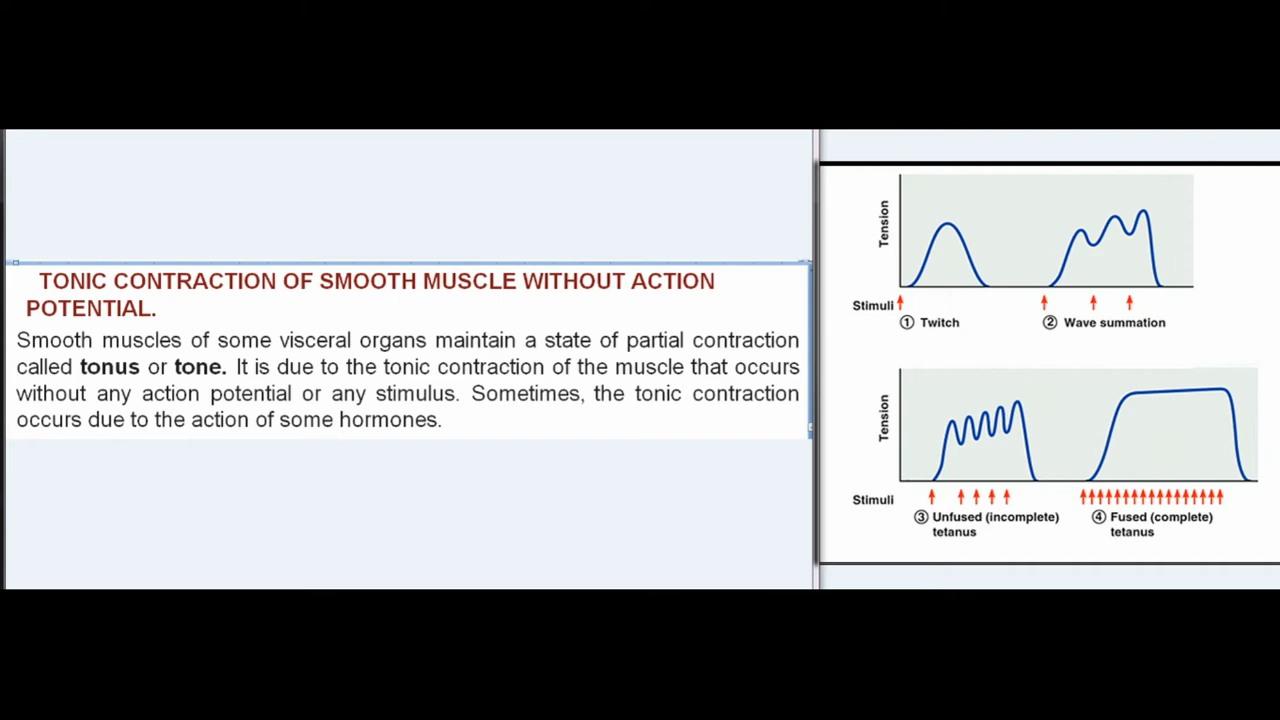 TONIC CONTRACTION OF SMOOTH MUSCLE WITHOUT ACTION
POTENTIAL.
Smooth muscles of some visceral organs maintain a state of partial contraction
called tonus or tone. It is due to the tonic contraction of the muscle that occurs
without any action potential or any stimulus. Sometimes, the tonic contraction
occurs due to the action of some hormones.
Tension
Stimuli
① Twitch
② Wave summation
Tension
Stimuli
③ Unfused (incomplete)
tetanus
④ Fused (complete)
tetanus